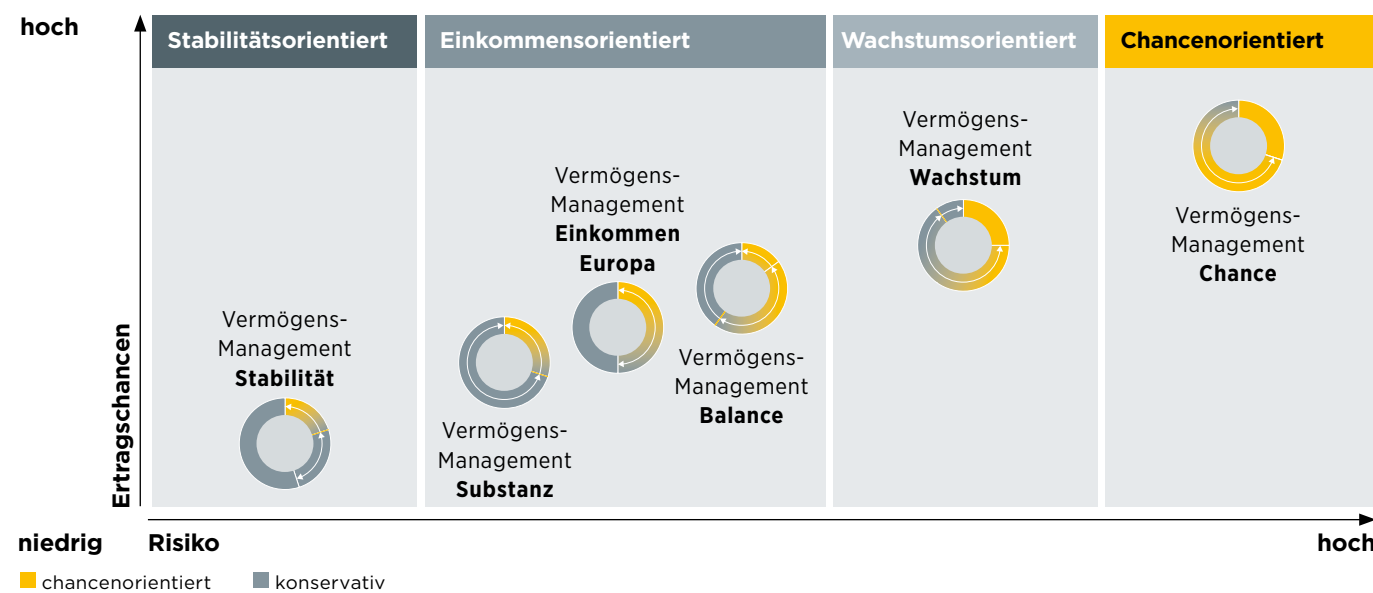 hoch
Stabilitätsorientiert
Einkommensorientiert
Wachstumsorientiert
Chancenorientiert
Ertragschancen
Vermögens-
Management
Stabilität
Vermögens-
Management
Substanz
Vermögens-
Management
Einkommen
Europa
Vermögens-
Management
Balance
Vermögens-
Management
Wachstum
Vermögens-
Management
Chance
niedrig
Risiko
hoch
chancenorientiert
konservativ